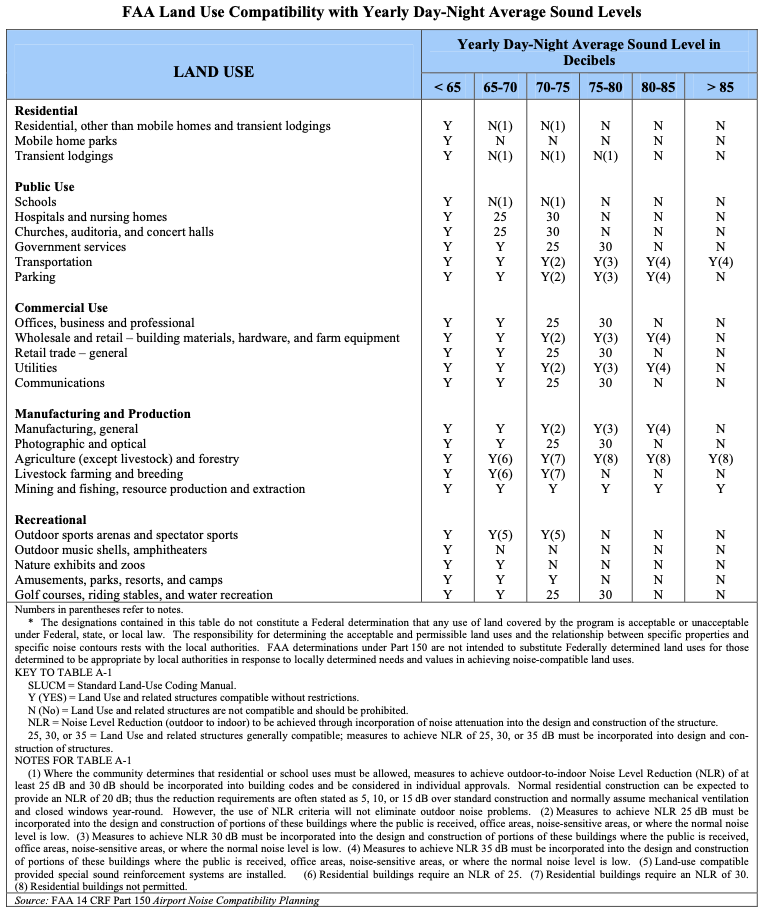 FAA Land Use Compatibility with Yearly Day-Night Average Sound Levels
LAND USE
Yearly Day-Night Average Sound Level in
Decibels
< 65 65-70 70-75 75-80 80-85 > 85
Residential
Residential, other than mobile homes and transient lodgings Y N(1) N(1) N N N
Mobile home parks Y N N N N N
Transient lodgings Y N(1) N(1) N(1) N N
Public Use
Schools Y N(1) N(1) N N N
Hospitals and nursing homes Y 25 30 N N N
Churches, auditoria, and concert halls Y 25 30 N N N
Government services Y Y 25 30 N N
Transportation Y Y Y(2) Y(3) Y(4) Y(4)
Parking Y Y Y(2) Y(3) Y(4) N
Commercial Use
Offices, business and professional Y Y 25 30 N N
Wholesale and retail – building materials, hardware, and farm equipment Y Y Y(2) Y(3) Y(4) N
Retail trade – general Y Y 25 30 N N
Utilities Y Y Y(2) Y(3) Y(4) N
Communications Y Y 25 30 N N
Manufacturing and Production
Manufacturing, general Y Y Y(2) Y(3) Y(4) N
Photographic and optical Y Y 25 30 N N
Agriculture (except livestock) and forestry Y Y(6) Y(7) Y(8) Y(8) Y(8)
Livestock farming and breeding Y Y(6) Y(7) N N N
Mining and fishing, resource production and extraction Y Y Y Y Y Y
Recreational
Outdoor sports arenas and spectator sports Y Y(5) Y(5) N N N
Outdoor music shells, amphitheaters Y N N N N N
Nature exhibits and zoos Y Y N N N N
Amusements, parks, resorts, and camps Y Y Y N N N
Golf courses, riding stables, and water recreation Y Y 25 30 N N
Numbers in parentheses refer to notes.
* The designations contained in this table do not constitute a Federal determination that any use of land covered by the program is acceptable or unacceptable
under Federal, state, or local law. The responsibility for determining the acceptable and permissible land uses and the relationship between specific properties and
specific noise contours rests with the local authorities. FAA determinations under Part 150 are not intended to substitute Federally determined land uses for those
determined to be appropriate by local authorities in response to locally determined needs and values in achieving noise-compatible land uses.
KEY TO TABLE A-1
SLUCM = Standard Land-Use Coding Manual.
Y (YES) = Land Use and related structures compatible without restrictions.
N (No) = Land Use and related structures are not compatible and should be prohibited.
NLR = Noise Level Reduction (outdoor to indoor) to be achieved through incorporation of noise attenuation into the design and construction of the structure.
25, 30, or 35 = Land Use and related structures generally compatible; measures to achieve NLR of 25, 30, or 35 dB must be incorporated into design and con-
struction of structures.
NOTES FOR TABLE A-1
(1) Where the community determines that residential or school uses must be allowed, measures to achieve outdoor-to-indoor Noise Level Reduction (NLR) of at
least 25 dB and 30 dB should be incorporated into building codes and be considered in individual approvals. Normal residential construction can be expected to
provide an NLR of 20 dB; thus the reduction requirements are often stated as 5, 10, or 15 dB over standard construction and normally assume mechanical ventilation
and closed windows year-round. However, the use of NLR criteria will not eliminate outdoor noise problems. (2) Measures to achieve NLR 25 dB must be
incorporated into the design and construction of portions of these buildings where the public is received, office areas, noise-sensitive areas, or where the normal noise
level is low. (3) Measures to achieve NLR 30 dB must be incorporated into the design and construction of portions of these buildings where the public is received,
office areas, noise-sensitive areas, or where the normal noise level is low. (4) Measures to achieve NLR 35 dB must be incorporated into the design and construction
of portions of these buildings where the public is received, office areas, noise-sensitive areas, or where the normal noise level is low. (5) Land-use compatible
provided special sound reinforcement systems are installed. (6) Residential buildings require an NLR of 25. (7) Residential buildings require an NLR of 30.
(8) Residential buildings not permitted.
Source: FAA 14 CRF Part 150 Airport Noise Compatibility Planning